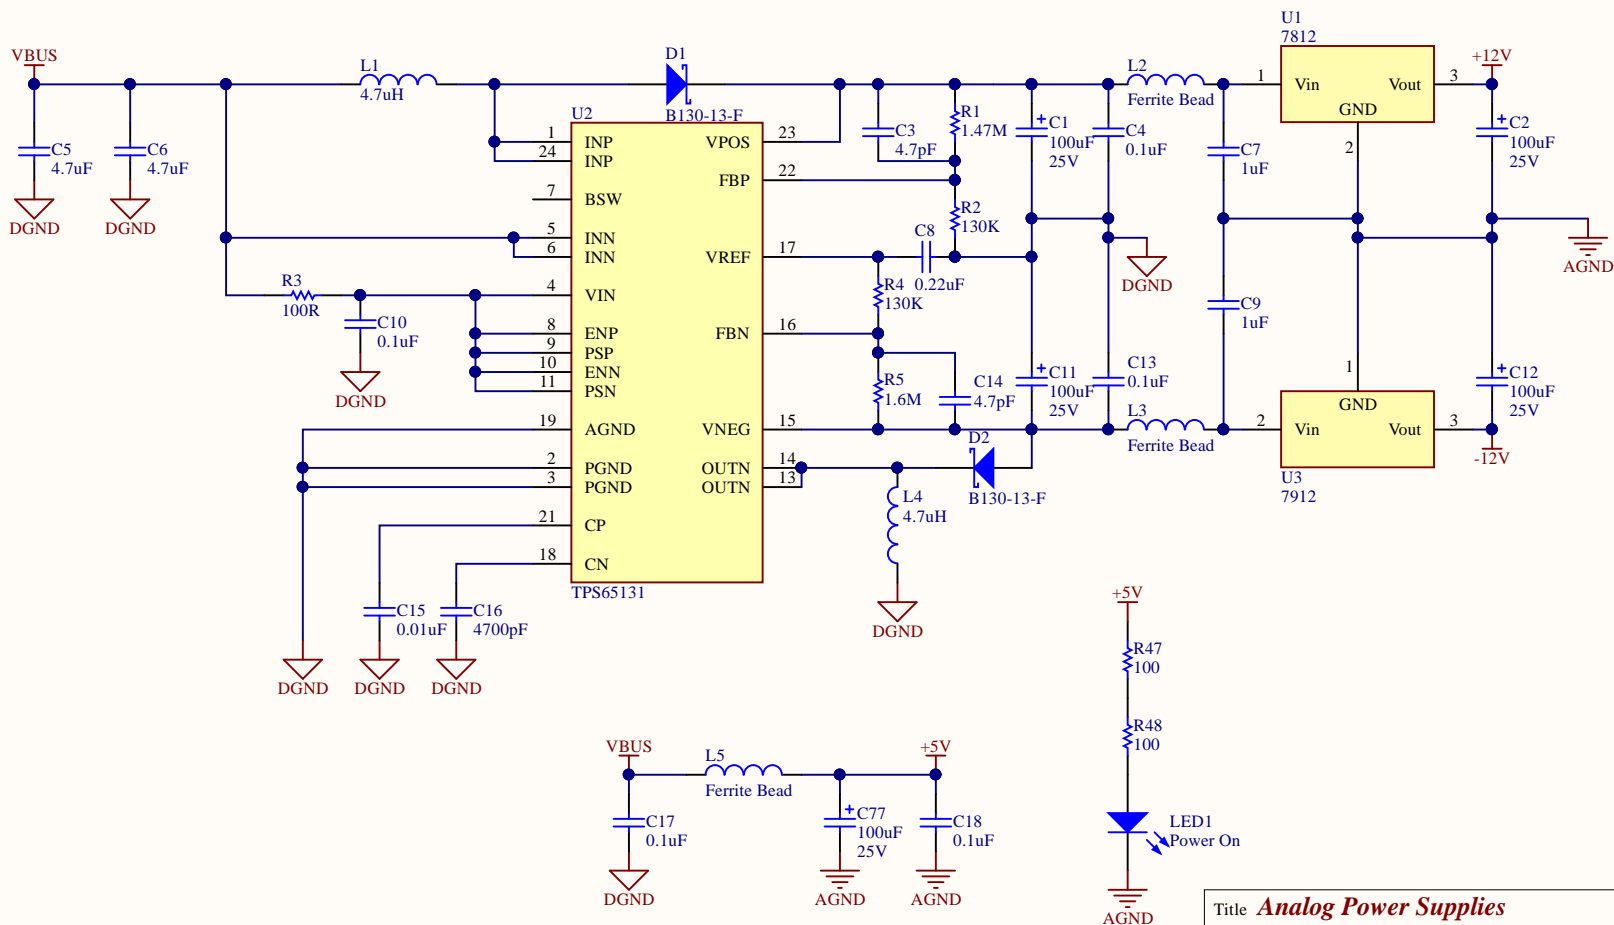 VBUS
C5
4.7uF
DGND
C6
4.7uF
DGND
L1
4.7uH
D1
B130-13-F
U2
1 INP
24 INP
7 BSW
5 INN
6 INN
4 VIN
8 ENP
9 PSP
10 ENN
11 PSN
19 AGND
2 PGND
3 PGND
21 CP
18 CN
VPOS 23
FBP 22
VREF 17
FBN 16
VNEG 15
OUTN 14
OUTN 13
TPS65131
R3
100R
C10
0.1uF
DGND
DGND
C15
0.01uF
DGND
C16
4700pF
DGND
C3
4.7pF
R1
1.47M
R2
130K
C8
0.22uF
R4
130K
R5
1.6M
C14
4.7pF
+
C1
100uF
25V
C4
0.1uF
DGND
+
C11
100uF
25V
C13
0.1uF
D2
B130-13-F
L4
4.7uH
DGND
L2
Ferrite Bead
L3
Ferrite Bead
C7
1uF
C9
1uF
U1
7812
1 Vin Vout 3
GND
2
+12V
+
C2
100uF
25V
AGND
1
GND
2 Vin Vout 3
U3
7912
+
C12
100uF
25V
-12V
VBUS
L5
Ferrite Bead
+5V
C17
0.1uF
DGND
+
C77
100uF
25V
AGND
C18
0.1uF
AGND
+5V
R47
100
R48
100
LED1
Power On
AGND
Title Analog Power Supplies